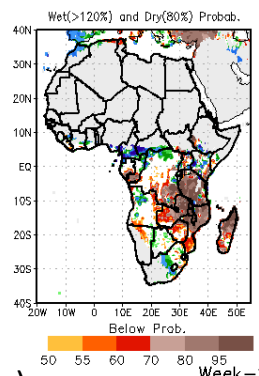 Wet(>120%) and Dry(80%) Probab.
40N
30N
20N
10N
EQ
10S
20S
30S
40S
20W 10W 0 10E 20E 30E 40E 50E
Below Prob.
50 55 60 70 80 95
Week-